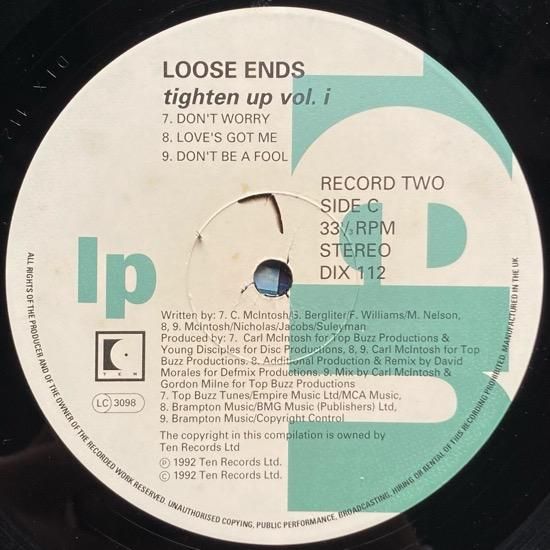 LOOSE ENDS
tighten up vol. i
7. DON'T WORRY
8. LOVE'S GOT ME
9. DON'T BE A FOOL
RECORD TWO
SIDE C
33⅓ RPM
STEREO
DIX 112
lp
Written by: 7. C. McIntosh/S. Bergliter/F. Williams/M. Nelson,
8, 9. McIntosh/Nicholas/Jacobs/Suleyman
Produced by: 7. Carl McIntosh for Top Buzz Productions &
Young Disciples for Disc Productions, 8, 9. Carl McIntosh for Top
Buzz Productions. 8. Additional Production & Remix by David
Morales for Defmix Productions. 9. Mix by Carl McIntosh &
Gordon Milne for Top Buzz Productions
7. Top Buzz Tunes/Empire Music Ltd/MCA Music,
8. Brampton Music/BMG Music (Publishers) Ltd,
9. Brampton Music/Copyright Control
The copyright in this compilation is owned by
Ten Records Ltd.
℗ 1992 Ten Records Ltd.
© 1992 Ten Records Ltd.
TEN
LC 3098
ALL RIGHTS OF THE PRODUCER AND OF THE OWNER OF THE RECORDED WORK RESERVED. UNAUTHORISED COPYING, PUBLIC PERFORMANCE, BROADCASTING, HIRING OR RENTAL OF THIS RECORDING PROHIBITED. MANUFACTURED IN THE UK
DIX 112